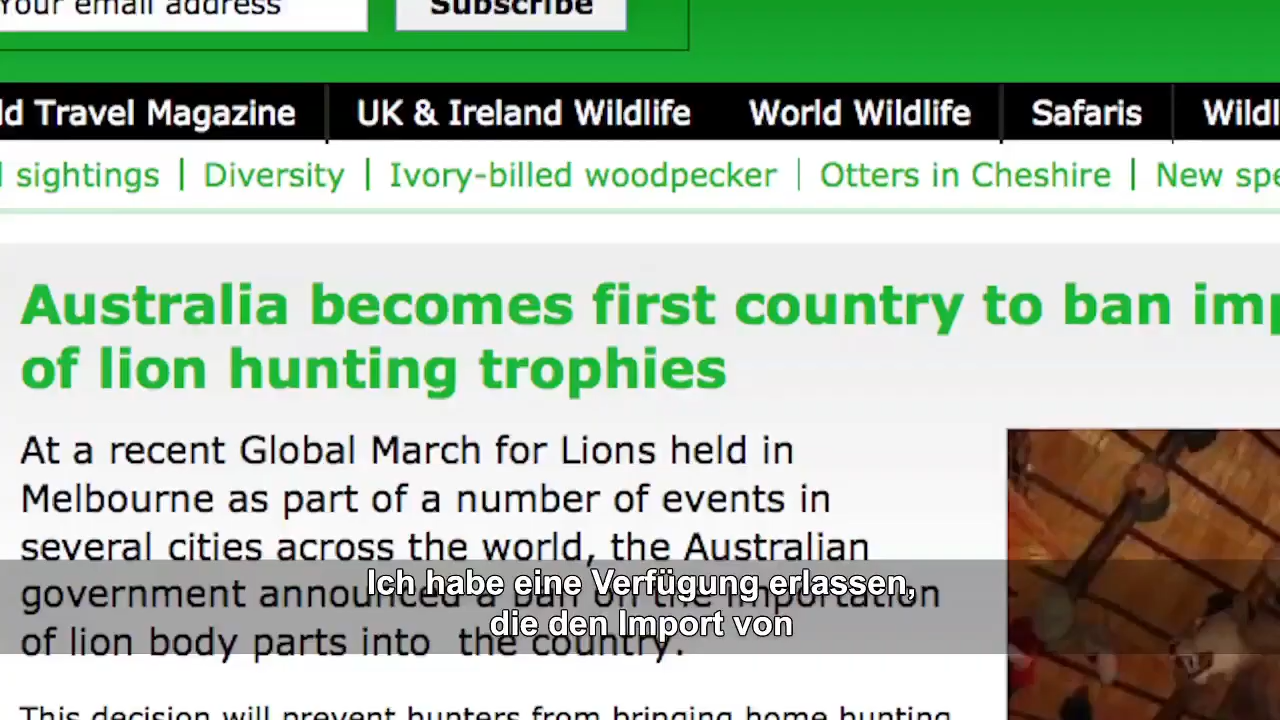 Your email address
Subscribe
ld Travel Magazine
UK & Ireland Wildlife
World Wildlife
Safaris
Wildl
sightings | Diversity | Ivory-billed woodpecker | Otters in Cheshire | New spe
Australia becomes first country to ban imp
of lion hunting trophies
At a recent Global March for Lions held in
Melbourne as part of a number of events in
several cities across the world, the Australian
government announced a ban on the importation
of lion body parts into the country.
Ich habe eine Verfügung erlassen,
die den Import von
This decision will prevent hunters from bringing home hunting